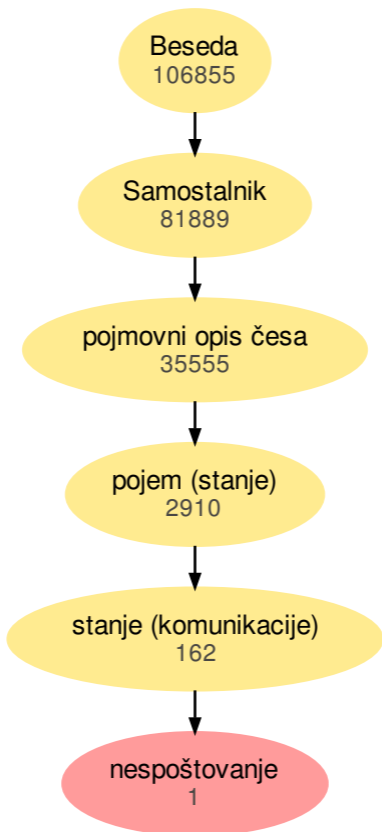 Beseda
106855
Samostalnik
81889
pojmovni opis česa
35555
pojem (stanje)
2910
stanje (komunikacije)
162
nespoštovanje
1